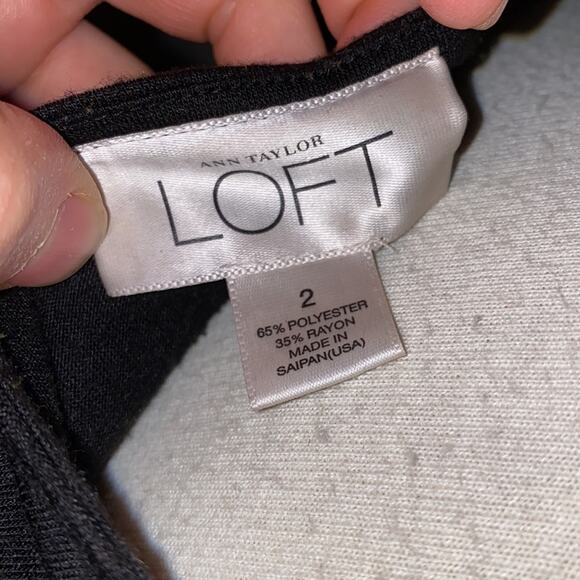 ANN TAYLOR
LOFT
2
65% POLYESTER
35% RAYON
MADE IN
SAIPAN(USA)